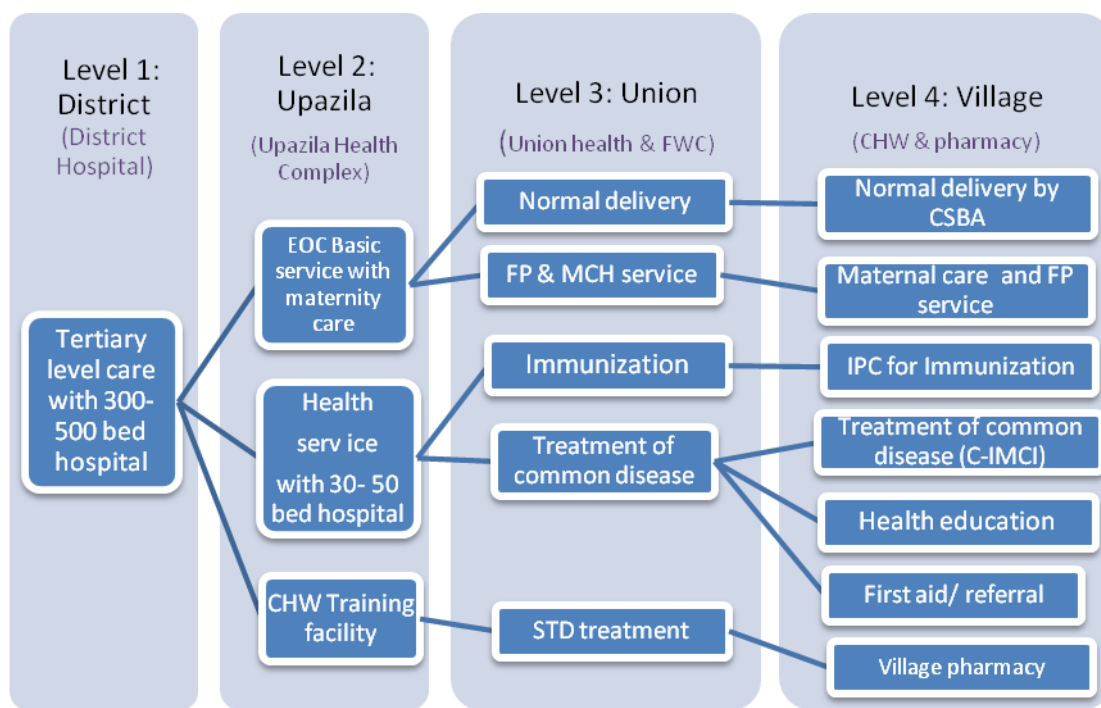 Level 1:
District
(District
Hospital)
Tertiary
level care
with 300-
500 bed
hospital
Level 2:
Upazila
(Upazila Health
Complex)
EOC Basic
service with
maternity
care
Health
serv ice
with 30- 50
bed hospital
CHW Training
facility
Level 3: Union
(Union health & FWC)
Normal delivery
FP & MCH service
Immunization
Treatment of
common disease
STD treatment
Level 4: Village
(CHW & pharmacy)
Normal delivery by
CSBA
Maternal care and FP
service
IPC for Immunization
Treatment of common
disease (C-IMCI)
Health education
First aid/ referral
Village pharmacy